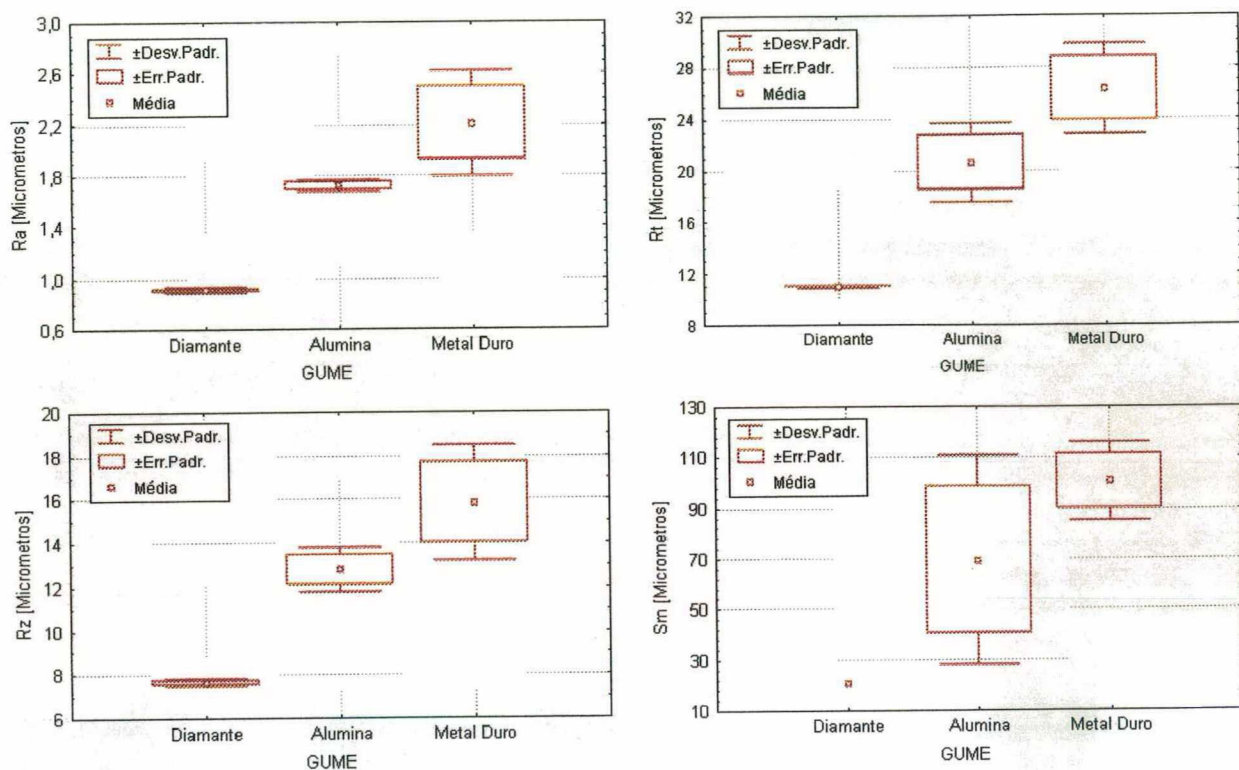 Ra [Micrometros]
3,0
2,6
2,2
1,8
1,4
1,0
0,6
±Desv.Padr.
±Err.Padr.
Média
Diamante Alumina Metal Duro
GUME
Rt [Micrometros]
32
28
24
20
16
12
8
±Desv.Padr.
±Err.Padr.
Média
Diamante Alumina Metal Duro
GUME
Rz [Micrometros]
20
18
16
14
12
10
8
6
±Desv.Padr.
±Err.Padr.
Média
Diamante Alumina Metal Duro
GUME
Sm [Micrometros]
130
110
90
70
50
30
10
±Desv.Padr.
±Err.Padr.
Média
Diamante Alumina Metal Duro
GUME